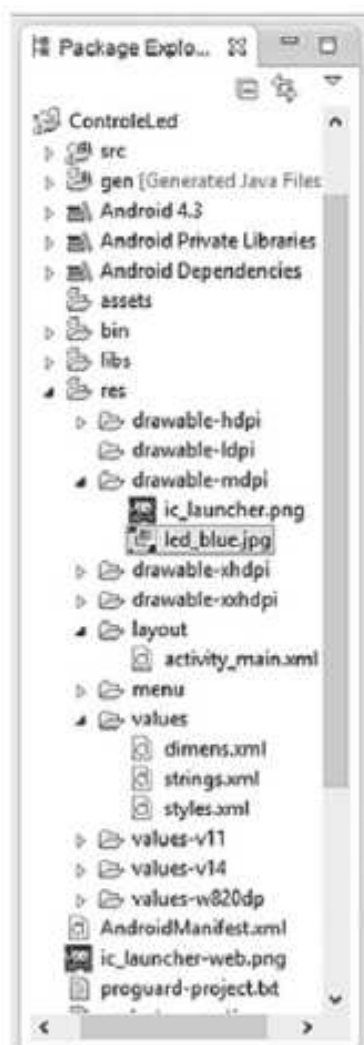 Package Explo...
ControleLed
src
gen [Generated Java Files
Android 4.3
Android Private Libraries
Android Dependencies
assets
bin
libs
res
drawable-hdpi
drawable-ldpi
drawable-mdpi
ic_launcher.png
led_blue.jpg
drawable-xhdpi
drawable-xxhdpi
layout
activity_main.xml
menu
values
dimens.xml
strings.xml
styles.xml
values-v11
values-v14
values-w820dp
AndroidManifest.xml
ic_launcher-web.png
proguard-project.txt